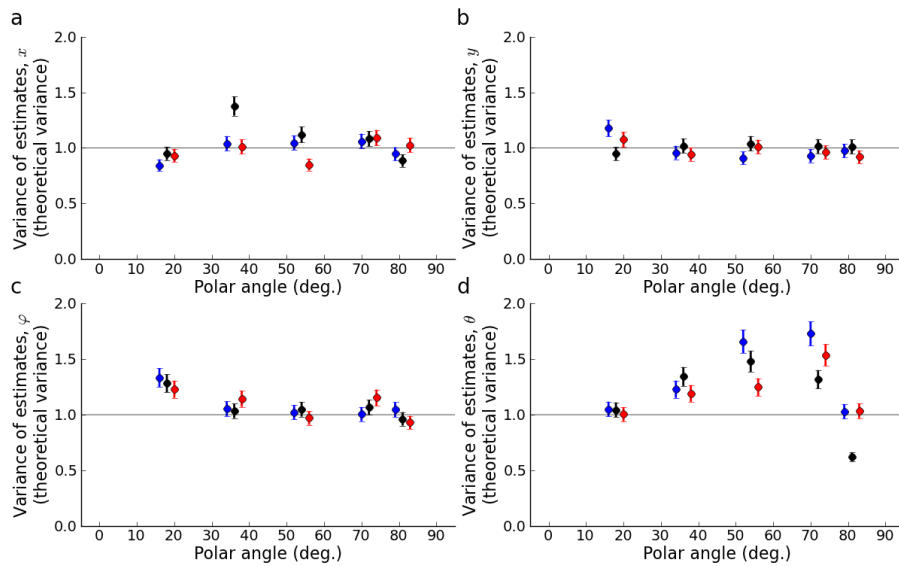 a
Variance of estimates, x
(theoretical variance)
2.0
1.5
1.0
0.5
0.0
0 10 20 30 40 50 60 70 80 90
Polar angle (deg.)
b
Variance of estimates, y
(theoretical variance)
2.0
1.5
1.0
0.5
0.0
0 10 20 30 40 50 60 70 80 90
Polar angle (deg.)
c
Variance of estimates, φ
(theoretical variance)
2.0
1.5
1.0
0.5
0.0
0 10 20 30 40 50 60 70 80 90
Polar angle (deg.)
d
Variance of estimates, θ
(theoretical variance)
2.0
1.5
1.0
0.5
0.0
0 10 20 30 40 50 60 70 80 90
Polar angle (deg.)